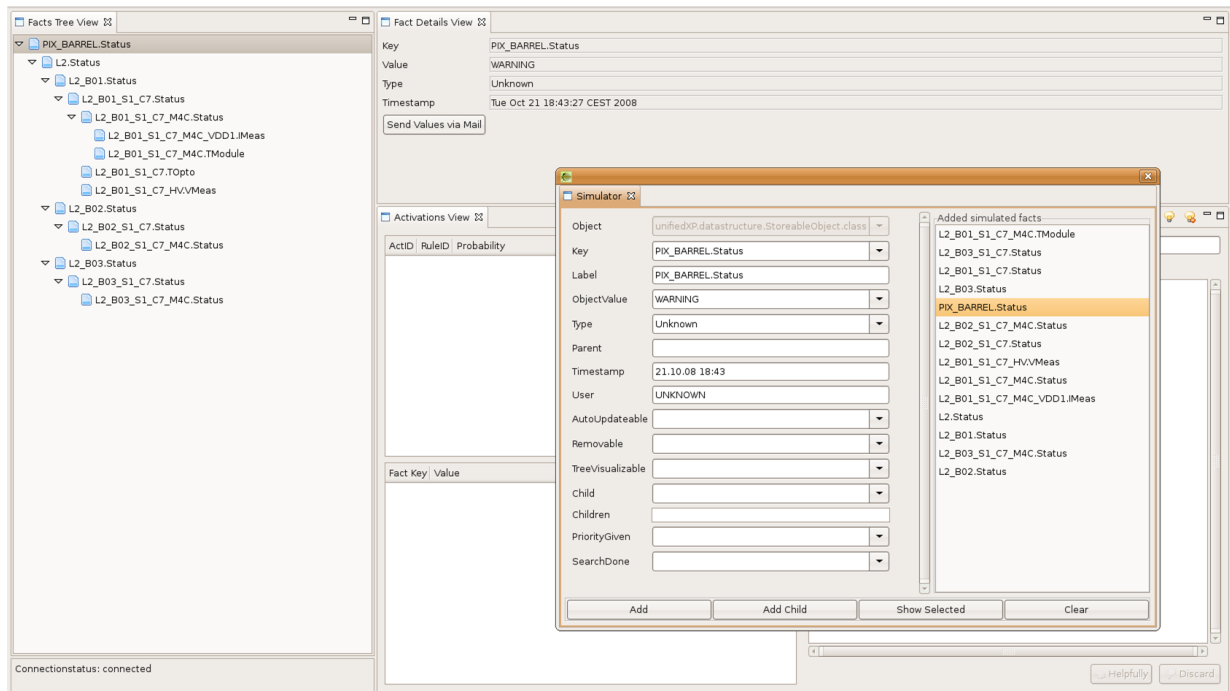 Facts Tree View
PIX_BARREL.Status
L2.Status
L2_B01.Status
L2_B01_S1_C7.Status
L2_B01_S1_C7_M4C.Status
L2_B01_S1_C7_M4C_VDD1.IMeas
L2_B01_S1_C7_M4C.TModule
L2_B01_S1_C7.TOpto
L2_B01_S1_C7_HV.VMeas
L2_B02.Status
L2_B02_S1_C7.Status
L2_B02_S1_C7_M4C.Status
L2_B03.Status
L2_B03_S1_C7.Status
L2_B03_S1_C7_M4C.Status
Connectionstatus: connected
Fact Details View
Key PIX_BARREL.Status
Value WARNING
Type Unknown
Timestamp Tue Oct 21 18:43:27 CEST 2008
Send Values via Mail
Activations View
ActID RuleID Probability
Fact Key Value
Simulator
Object unifiedXP.datastructure.StoreableObject.class
Key PIX_BARREL.Status
Label PIX_BARREL.Status
ObjectValue WARNING
Type Unknown
Parent
Timestamp 21.10.08 18:43
User UNKNOWN
AutoUpdateable
Removable
TreeVisualizable
Child
Children
PriorityGiven
SearchDone
Added simulated facts
L2_B01_S1_C7_M4C.TModule
L2_B03_S1_C7.Status
L2_B01_S1_C7.Status
L2_B03.Status
PIX_BARREL.Status
L2_B02_S1_C7_M4C.Status
L2_B02_S1_C7.Status
L2_B01_S1_C7_HV.VMeas
L2_B01_S1_C7_M4C.Status
L2_B01_S1_C7_M4C_VDD1.IMeas
L2.Status
L2_B01.Status
L2_B03_S1_C7_M4C.Status
L2_B02.Status
Add Add Child Show Selected Clear
Helpfully Discard